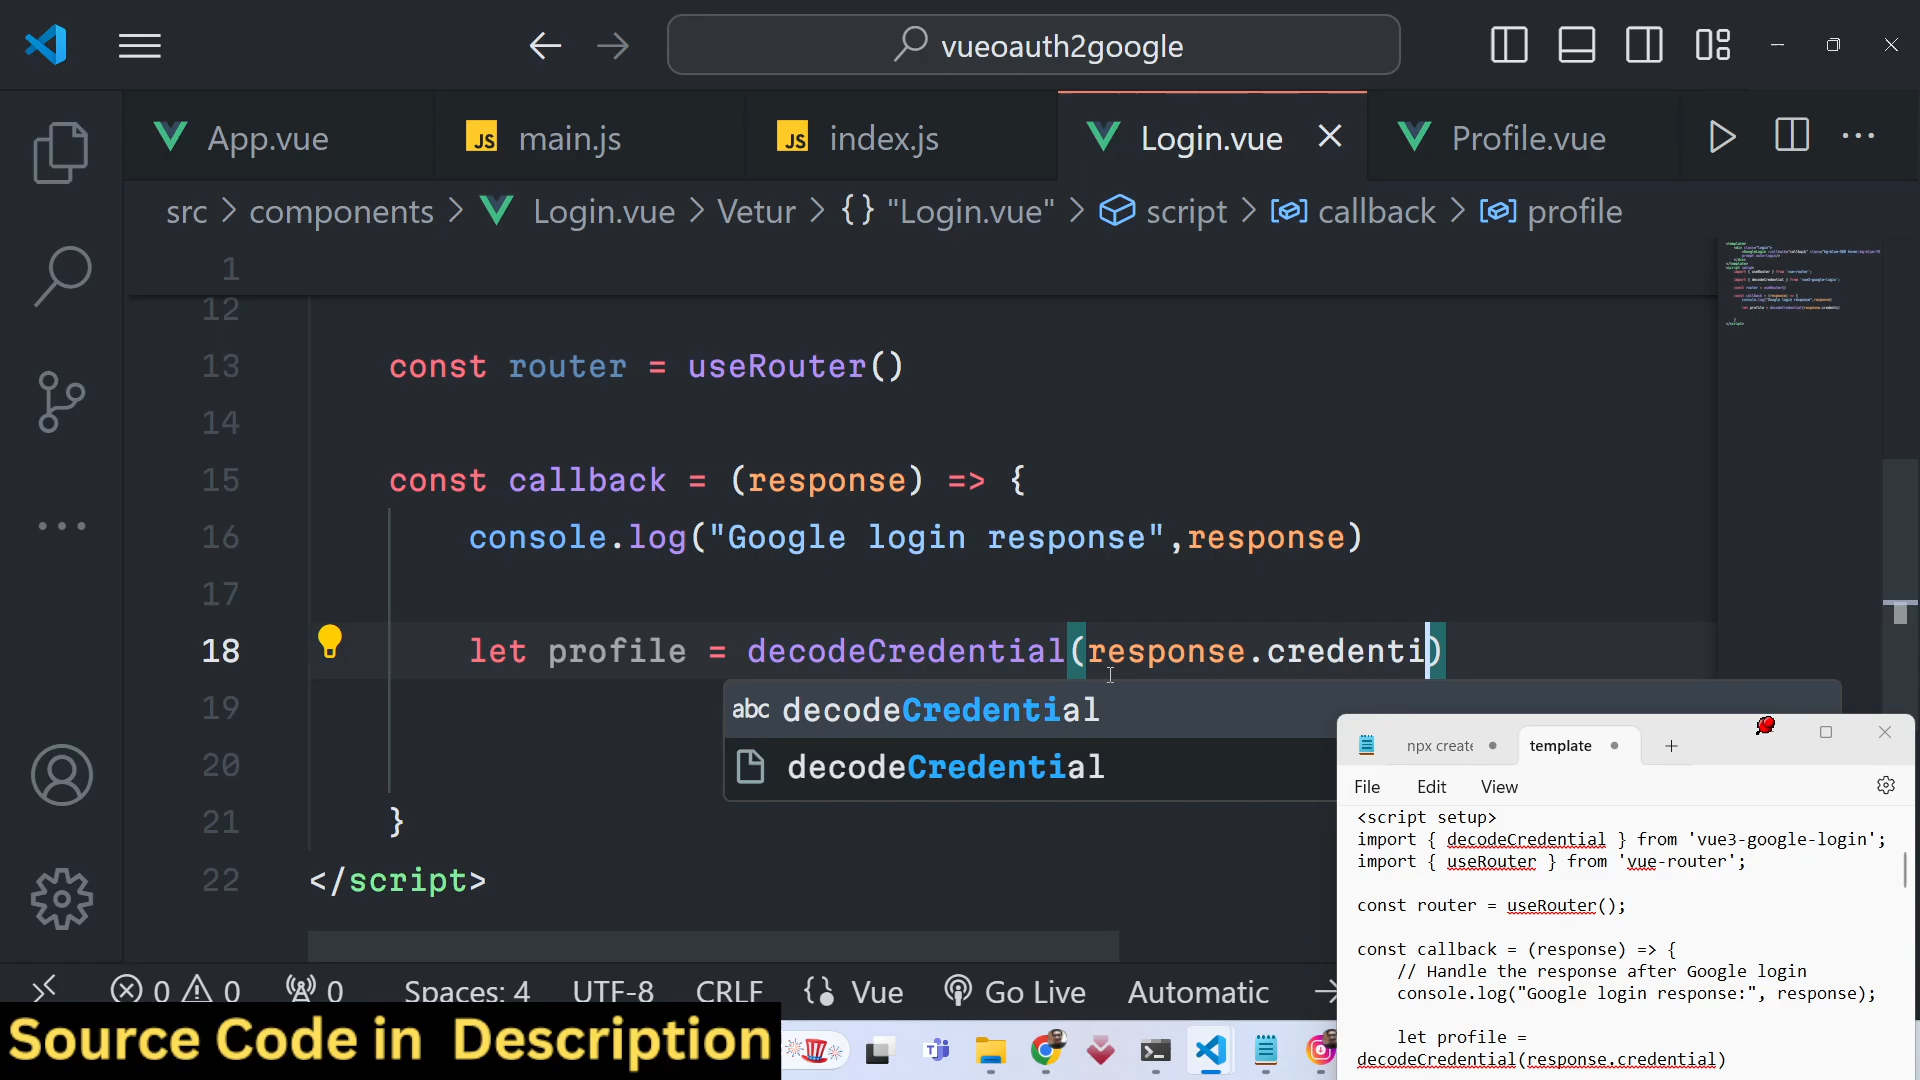 vueoauth2google
App.vue
JS main.js
JS index.js
Login.vue
Profile.vue
src > components > Login.vue > Vetur > {} "Login.vue" > script > callback > profile
1
12
13 const router = useRouter()
14
15 const callback = (response) => {
16 console.log("Google login response",response)
17
18 let profile = decodeCredential(response.credenti)
19
abc decodeCredential
20
decodeCredential
21 }
22 </script>
0 0 0 Spaces: 4 UTF-8 CRLF {} Vue Go Live Automatic
Source Code in Description
npx create
template
File Edit View
<script setup>
import { decodeCredential } from 'vue3-google-login';
import { useRouter } from 'vue-router';
const router = useRouter();
const callback = (response) => {
// Handle the response after Google login
console.log("Google login response:", response);
let profile =
decodeCredential(response.credential)